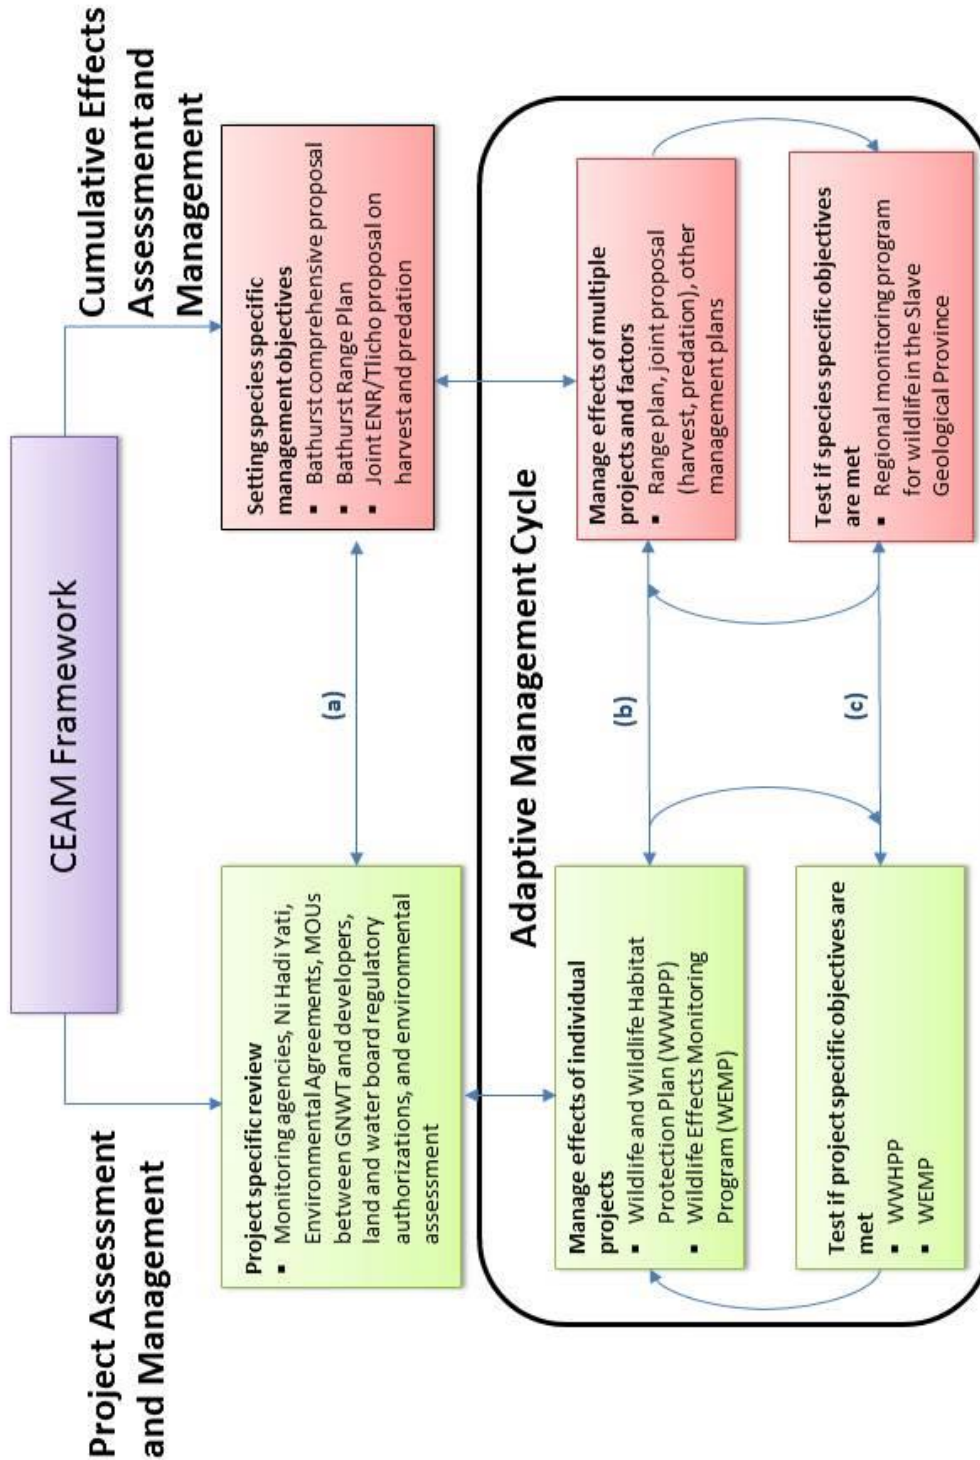 CEAM Framework
Project Assessment
and Management
Cumulative Effects
Assessment and
Management
Project specific review
▪ Monitoring agencies, Ni Hadi Yati,
Environmental Agreements, MOUs
between GNWT and developers,
land and water board regulatory
authorizations, and environmental
assessment
(a)
Setting species specific
management objectives
▪ Bathurst comprehensive proposal
▪ Bathurst Range Plan
▪ Joint ENR/Tlicho proposal on
harvest and predation
Adaptive Management Cycle
Manage effects of individual
projects
▪ Wildlife and Wildlife Habitat
Protection Plan (WWHPP)
▪ Wildlife Effects Monitoring
Program (WEMP)
(b)
Manage effects of multiple
projects and factors
▪ Range plan, joint proposal
(harvest, predation), other
management plans
Test if project specific objectives are
met
▪ WWHPP
▪ WEMP
(c)
Test if species specific objectives
are met
▪ Regional monitoring program
for wildlife in the Slave
Geological Province